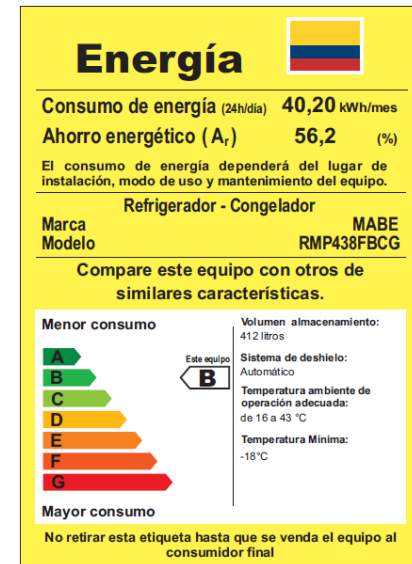 Energía
Consumo de energía (24h/día) 40,20 kWh/mes
Ahorro energético ( Ar) 56,2 (%)
El consumo de energía dependerá del lugar de
instalación, modo de uso y mantenimiento del equipo.
Refrigerador - Congelador
Marca MABE
Modelo RMP438FBCG
Compare este equipo con otros de
similares características.
Menor consumo
A
B
C
D
E
F
G
Mayor consumo
Este equipo
B
Volumen almacenamiento:
412 litros
Sistema de deshielo:
Automático
Temperatura ambiente de
operación adecuada:
de 16 a 43 °C
Temperatura Minima:
-18°C
No retirar esta etiqueta hasta que se venda el equipo al
consumidor final